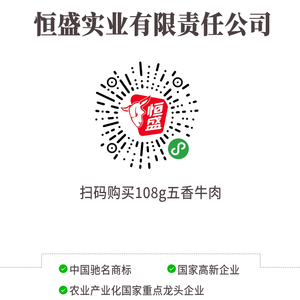 恒盛实业有限责任公司
恒盛
扫码购买108g五香牛肉
中国驰名商标 国家高新企业
农业产业化国家重点龙头企业